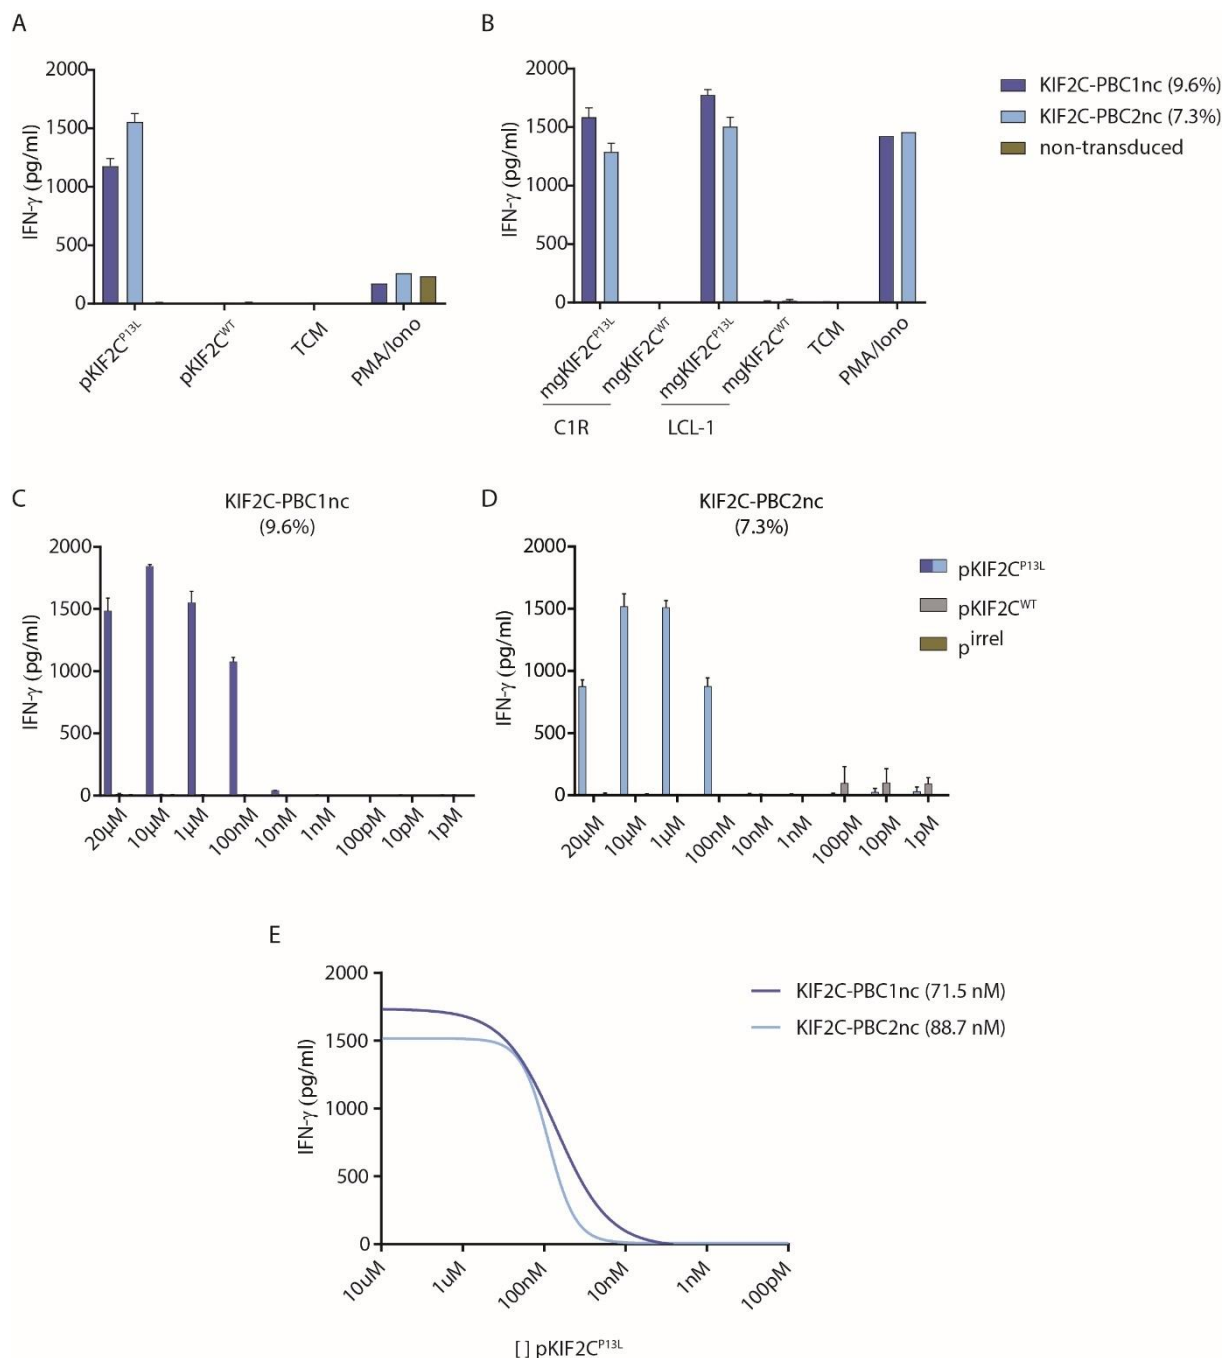 A
2000
1500
1000
500
0
IFN-γ (pg/ml)
pKIF2C^P13L
pKIF2C^WT
TCM
PMA/Iono
B
2000
1500
1000
500
0
IFN-γ (pg/ml)
mgKIF2C^P13L
mgKIF2C^WT
mgKIF2C^P13L
mgKIF2C^WT
TCM
PMA/Iono
C1R
LCL-1
KIF2C-PBC1nc (9.6%)
KIF2C-PBC2nc (7.3%)
non-transduced
C
KIF2C-PBC1nc
(9.6%)
2000
1500
1000
500
0
IFN-γ (pg/ml)
20μM
10μM
1μM
100nM
10nM
1nM
100pM
10pM
1pM
D
KIF2C-PBC2nc
(7.3%)
2000
1500
1000
500
0
IFN-γ (pg/ml)
20μM
10μM
1μM
100nM
10nM
1nM
100pM
10pM
1pM
pKIF2C^P13L
pKIF2C^WT
p^irrel
E
2000
1500
1000
500
0
IFN-γ (pg/ml)
10uM
1uM
100nM
10nM
1nM
100pM
[ ] pKIF2C^P13L
KIF2C-PBC1nc (71.5 nM)
KIF2C-PBC2nc (88.7 nM)